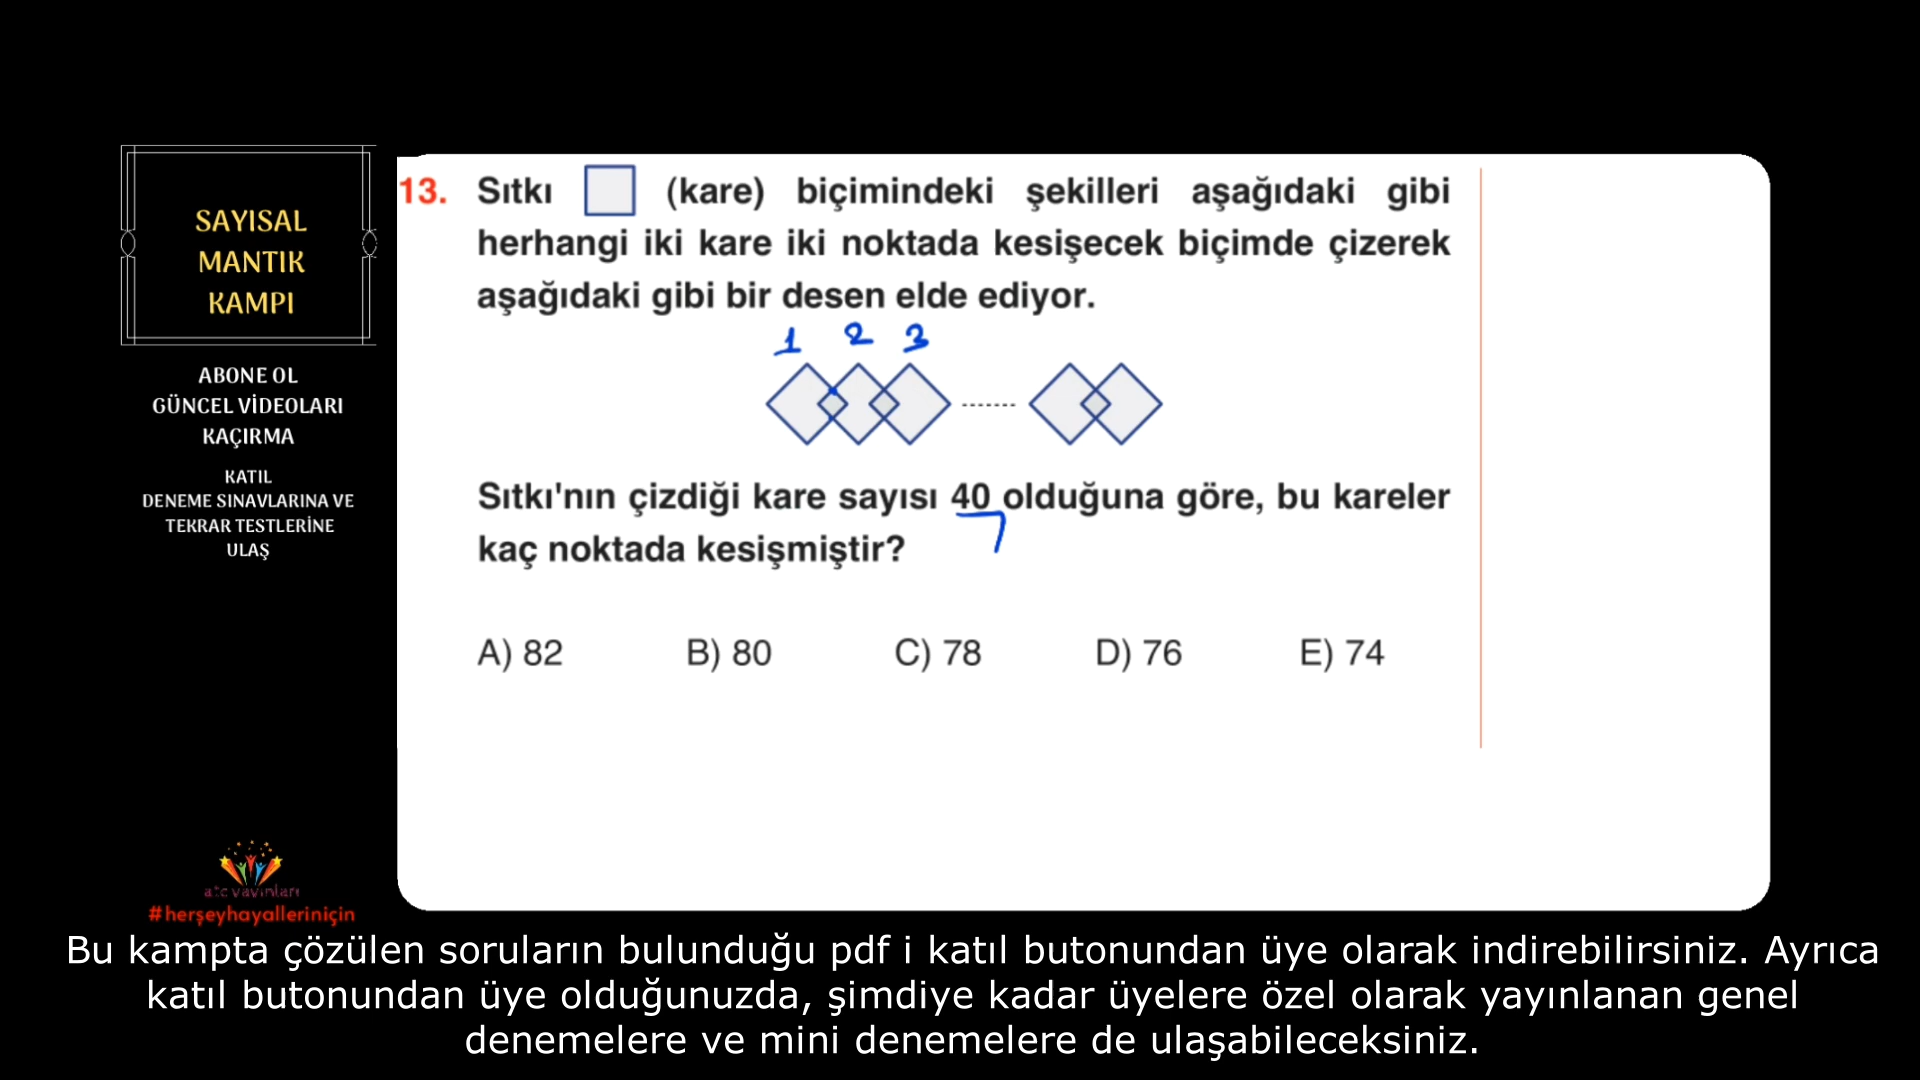 SAYISAL
MANTIK
KAMPI
ABONE OL
GÜNCEL VİDEOLARI
KAÇIRMA
KATIL
DENEME SINAVLARINA VE
TEKRAR TESTLERİNE
ULAŞ
atc yayınları
#herşeyhayalleriniçin
13. Sıtkı (kare) biçimindeki şekilleri aşağıdaki gibi
herhangi iki kare iki noktada kesişecek biçimde çizerek
aşağıdaki gibi bir desen elde ediyor.
1 2 3
Sıtkı'nın çizdiği kare sayısı 40 olduğuna göre, bu kareler
kaç noktada kesişmiştir?
A) 82 B) 80 C) 78 D) 76 E) 74
Bu kampta çözülen soruların bulunduğu pdf i katıl butonundan üye olarak indirebilirsiniz. Ayrıca
katıl butonundan üye olduğunuzda, şimdiye kadar üyelere özel olarak yayınlanan genel
denemelere ve mini denemelere de ulaşabileceksiniz.